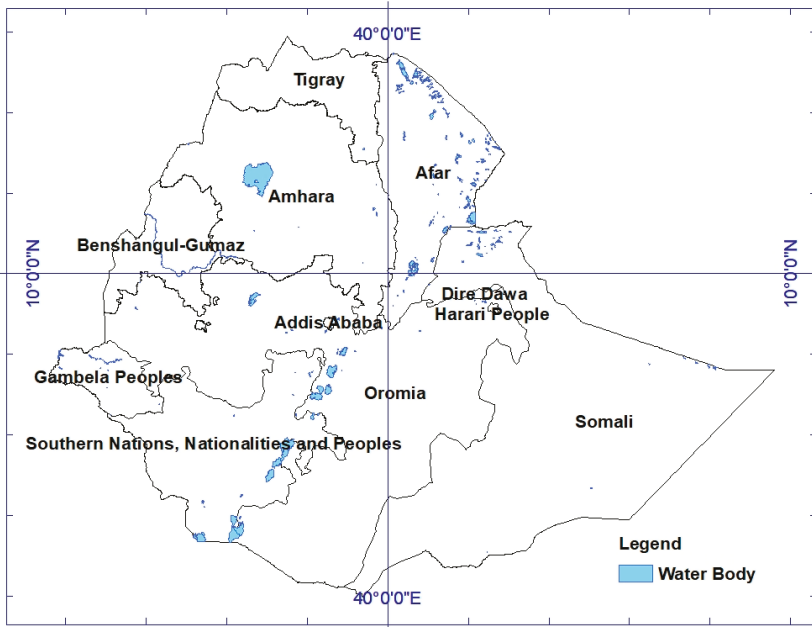 40°0'0"E
Tigray
Afar
Amhara
Benshangul-Gumaz
10°0'0"N
10°0'0"N
Dire Dawa
Harari People
Addis Ababa
Gambela Peoples
Oromia
Somali
Southern Nations, Nationalities and Peoples
Legend
Water Body
40°0'0"E